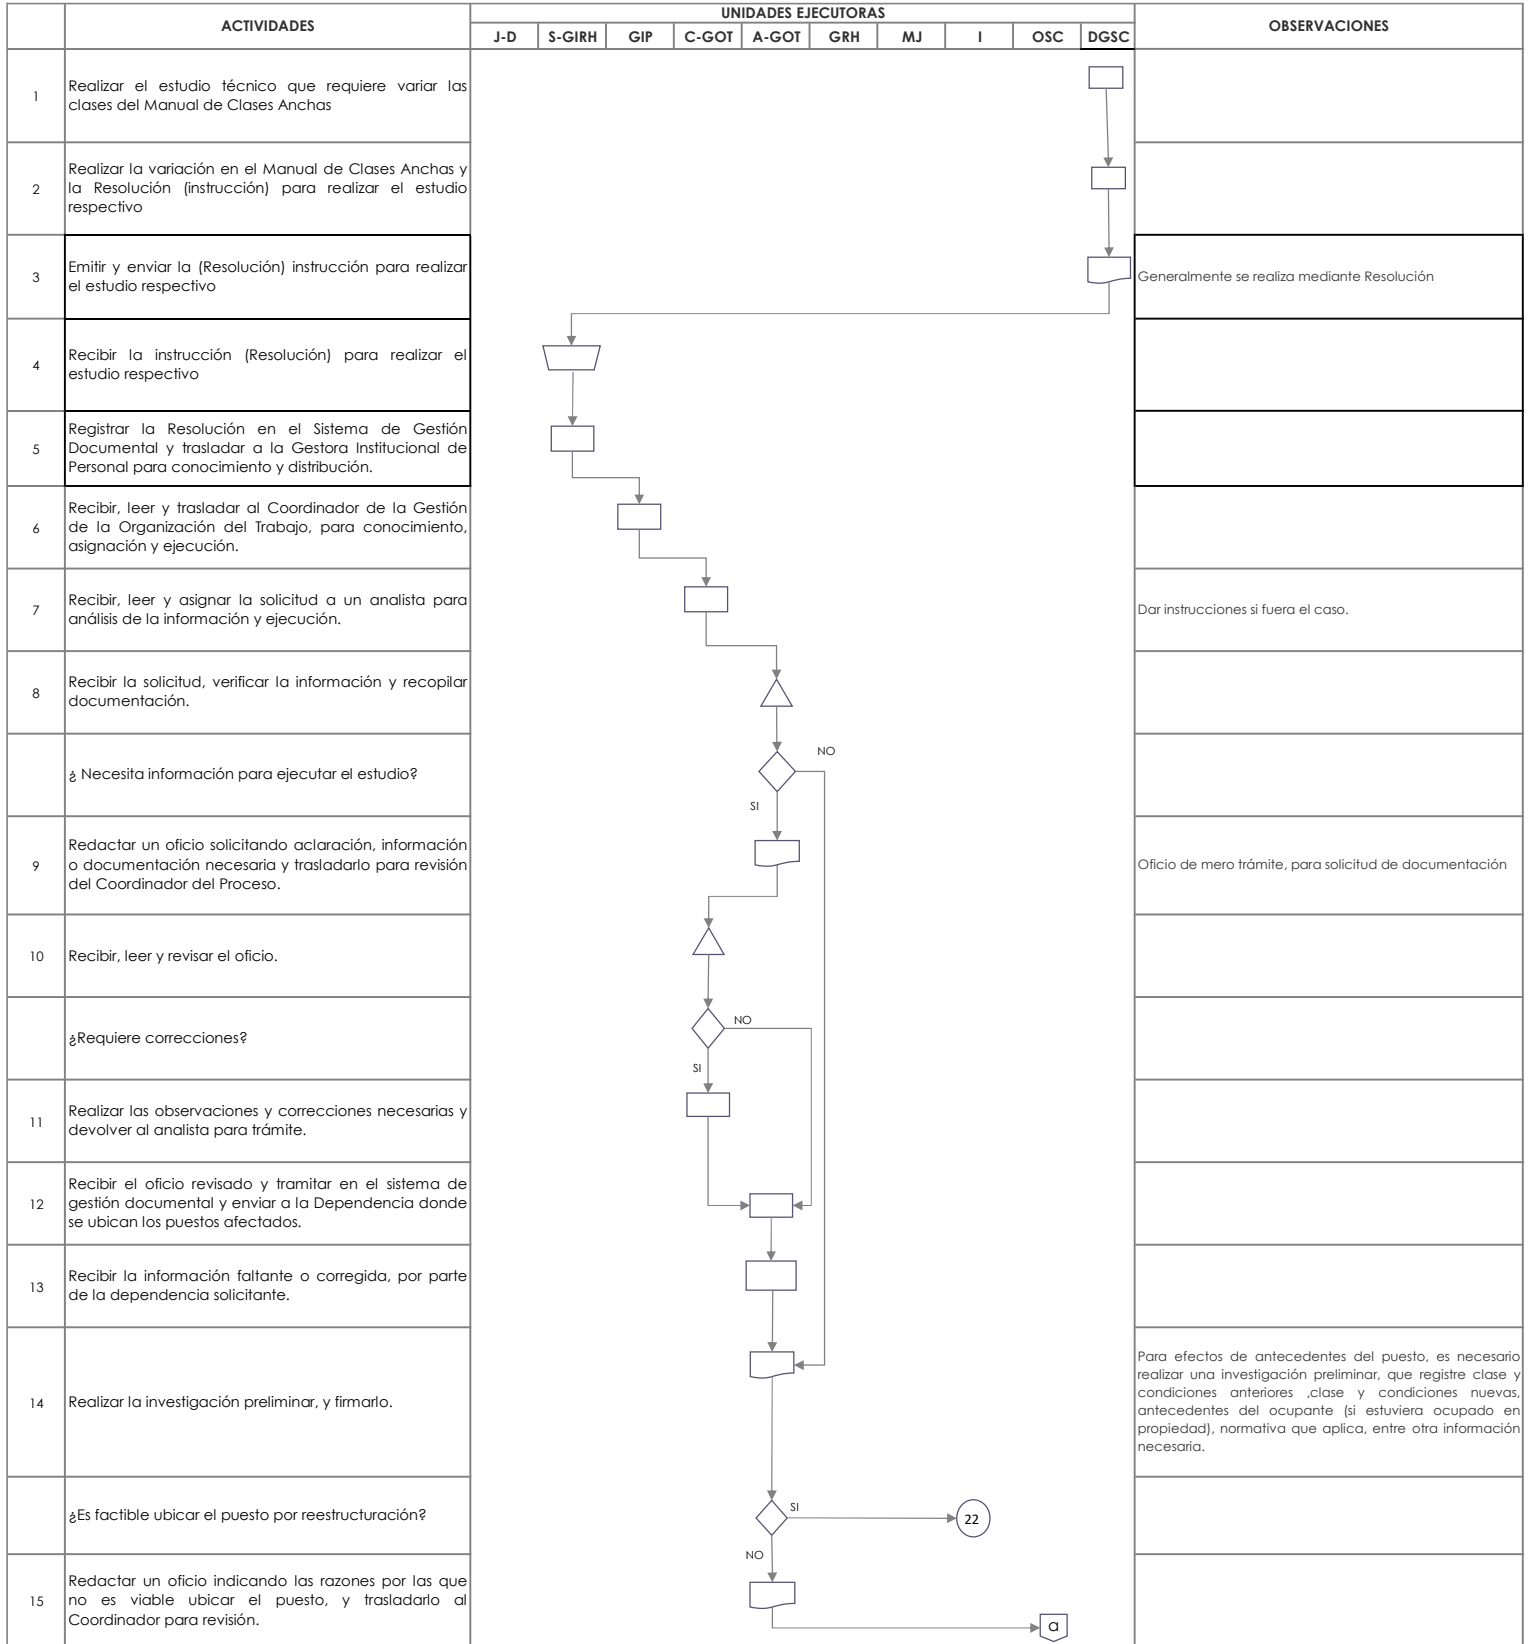 ACTIVIDADES
UNIDADES EJECUTORAS
OBSERVACIONES
J-D S-GIRH GIP C-GOT A-GOT GRH MJ I OSC DGSC
1
Realizar el estudio técnico que requiere variar las
clases del Manual de Clases Anchas
2
Realizar la variación en el Manual de Clases Anchas y
la Resolución (instrucción) para realizar el estudio
respectivo
3
Emitir y enviar la (Resolución) instrucción para realizar
el estudio respectivo
Generalmente se realiza mediante Resolución
4
Recibir la instrucción (Resolución) para realizar el
estudio respectivo
5
Registrar la Resolución en el Sistema de Gestión
Documental y trasladar a la Gestora Institucional de
Personal para conocimiento y distribución.
6
Recibir, leer y trasladar al Coordinador de la Gestión
de la Organización del Trabajo, para conocimiento,
asignación y ejecución.
7
Recibir, leer y asignar la solicitud a un analista para
análisis de la información y ejecución.
Dar instrucciones si fuera el caso.
8
Recibir la solicitud, verificar la información y recopilar
documentación.
¿ Necesita información para ejecutar el estudio?
NO
SI
9
Redactar un oficio solicitando aclaración, información
o documentación necesaria y trasladarlo para revisión
del Coordinador del Proceso.
Oficio de mero trámite, para solicitud de documentación
10
Recibir, leer y revisar el oficio.
¿Requiere correcciones?
NO
SI
11
Realizar las observaciones y correcciones necesarias y
devolver al analista para trámite.
12
Recibir el oficio revisado y tramitar en el sistema de
gestión documental y enviar a la Dependencia donde
se ubican los puestos afectados.
13
Recibir la información faltante o corregida, por parte
de la dependencia solicitante.
14
Realizar la investigación preliminar, y firmarlo.
Para efectos de antecedentes del puesto, es necesario
realizar una investigación preliminar, que registre clase y
condiciones anteriores ,clase y condiciones nuevas,
antecedentes del ocupante (si estuviera ocupado en
propiedad), normativa que aplica, entre otra información
necesaria.
¿Es factible ubicar el puesto por reestructuración?
SI
22
NO
15
Redactar un oficio indicando las razones por las que
no es viable ubicar el puesto, y trasladarlo al
Coordinador para revisión.
a